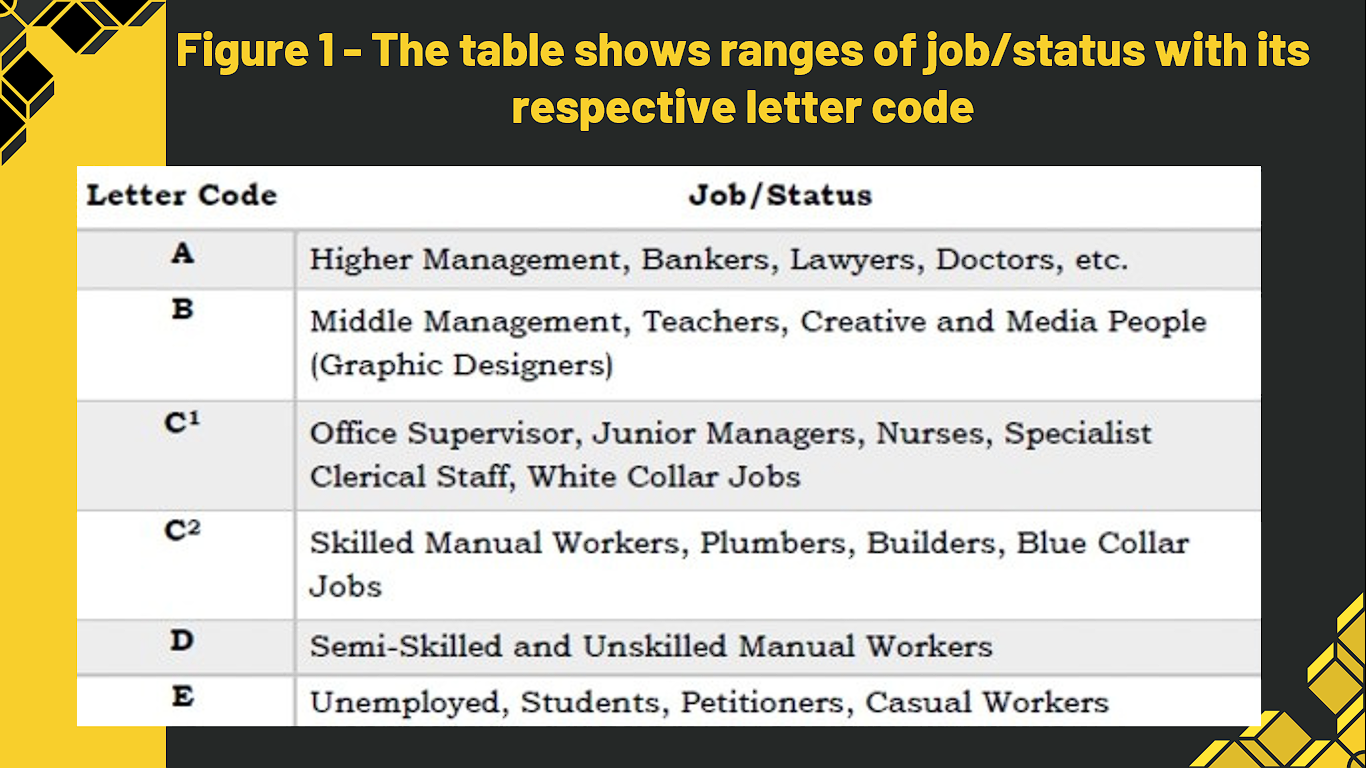 Figure 1 - The table shows ranges of job/status with its
respective letter code
Letter Code Job/Status
A Higher Management, Bankers, Lawyers, Doctors, etc.
B Middle Management, Teachers, Creative and Media People
(Graphic Designers)
C¹ Office Supervisor, Junior Managers, Nurses, Specialist
Clerical Staff, White Collar Jobs
C² Skilled Manual Workers, Plumbers, Builders, Blue Collar
Jobs
D Semi-Skilled and Unskilled Manual Workers
E Unemployed, Students, Petitioners, Casual Workers